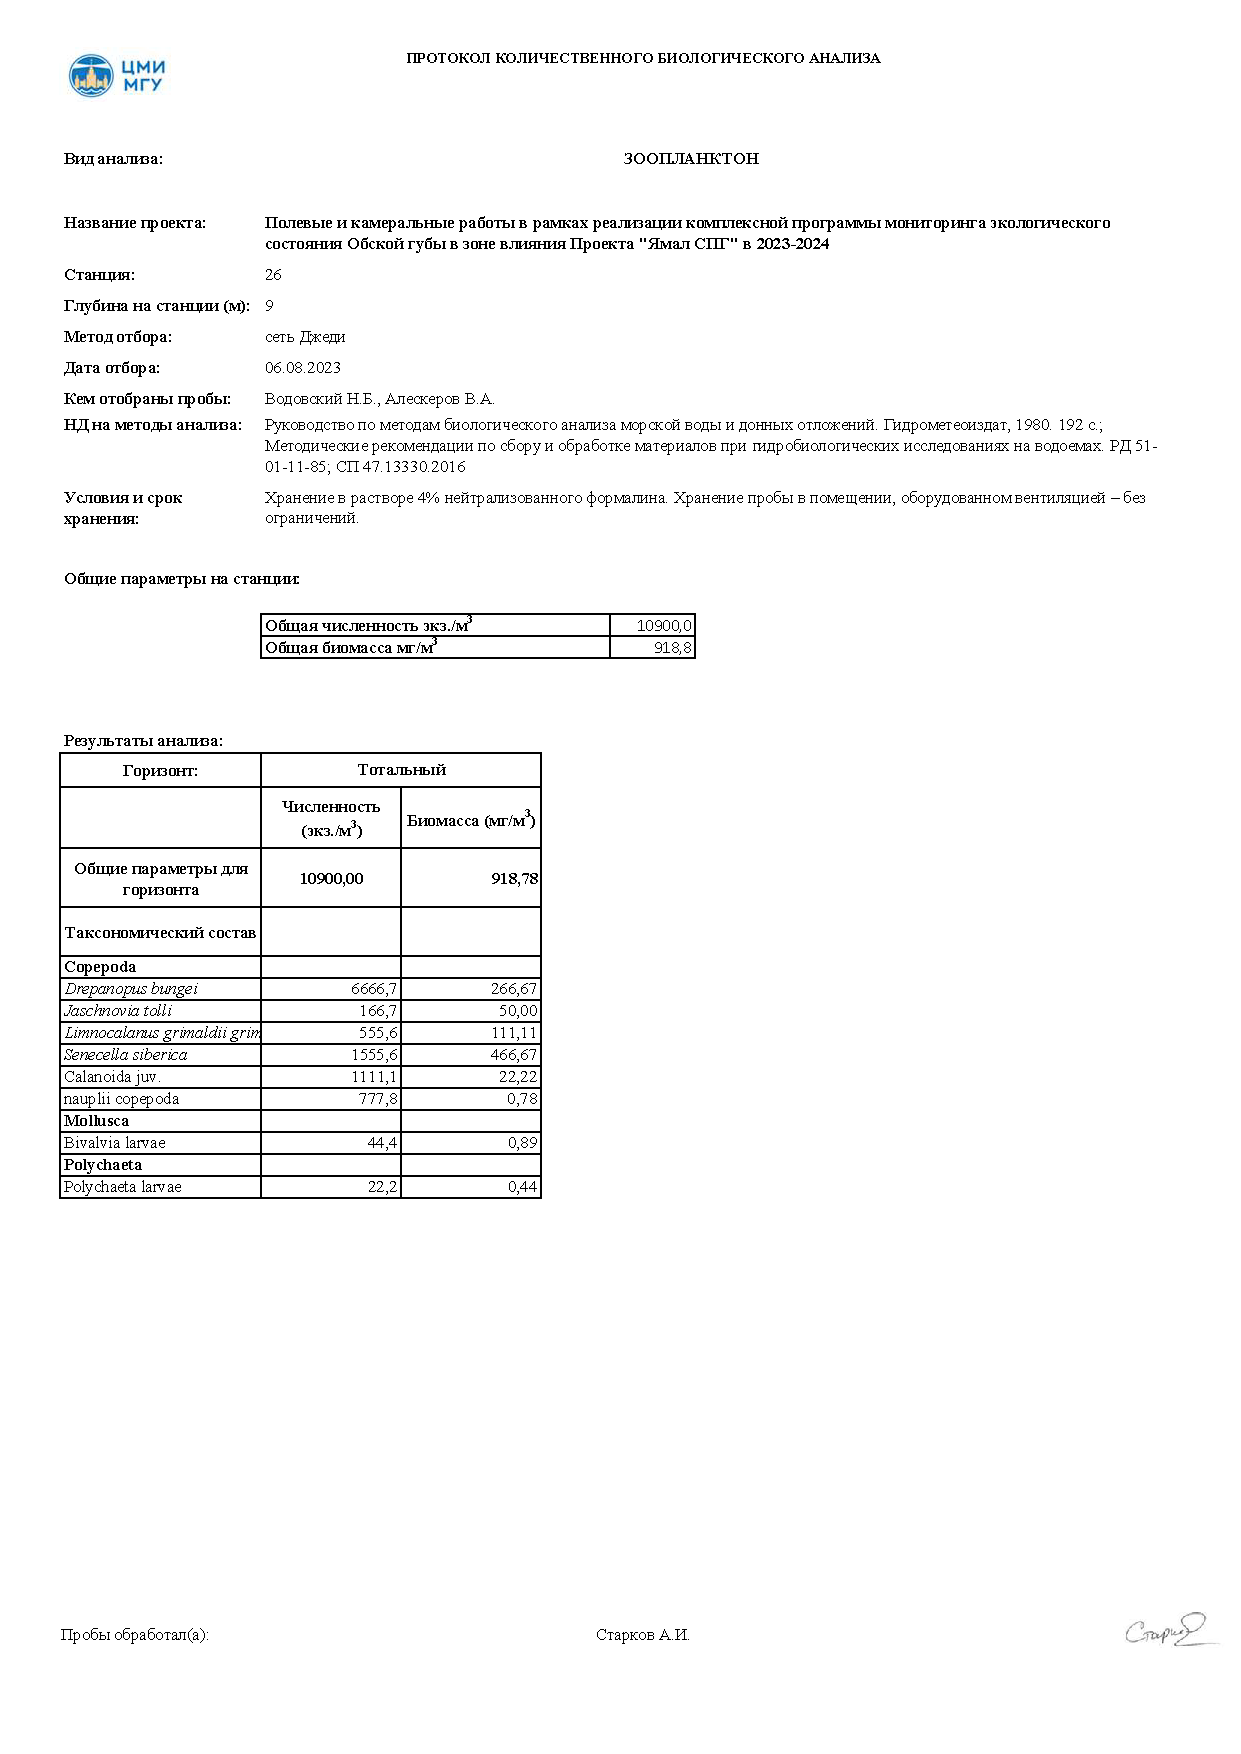 ЦМИ
МГУ
ПРОТОКОЛ КОЛИЧЕСТВЕННОГО БИОЛОГИЧЕСКОГО АНАЛИЗА
Вид анализа: ЗООПЛАНКТОН
Название проекта: Полевые и камеральные работы в рамках реализации комплексной программы мониторинга экологического
состояния Обской губы в зоне влияния Проекта "Ямал СПГ" в 2023-2024
Станция: 26
Глубина на станции (м): 9
Метод отбора: сеть Джеди
Дата отбора: 06.08.2023
Кем отобраны пробы: Водовский Н.Б., Алескеров В.А.
НД на методы анализа: Руководство по методам биологического анализа морской воды и донных отложений. Гидрометеоиздат, 1980. 192 с.;
Методические рекомендации по сбору и обработке материалов при гидробиологических исследованиях на водоемах. РД 51-
01-11-85; СП 47.13330.2016
Условия и срок хранения: Хранение в растворе 4% нейтрализованного формалина. Хранение пробы в помещении, оборудованном вентиляцией – без
ограничений.
Общие параметры на станции:
Общая численность экз./м³ 10900,0
Общая биомасса мг/м³ 918,8
Результаты анализа:
Горизонт: Тотальный
Численность (экз./м³) Биомасса (мг/м³)
Общие параметры для горизонта 10900,00 918,78
Таксономический состав
Copepoda
Drepanopus bungei 6666,7 266,67
Jaschnovia tolli 166,7 50,00
Limnocalanus grimaldii grim 555,6 111,11
Senecella siberica 1555,6 466,67
Calanoida juv. 1111,1 22,22
nauplii copepoda 777,8 0,78
Mollusca
Bivalvia larvae 44,4 0,89
Polychaeta
Polychaeta larvae 22,2 0,44
Пробы обработал(а): Старков А.И.